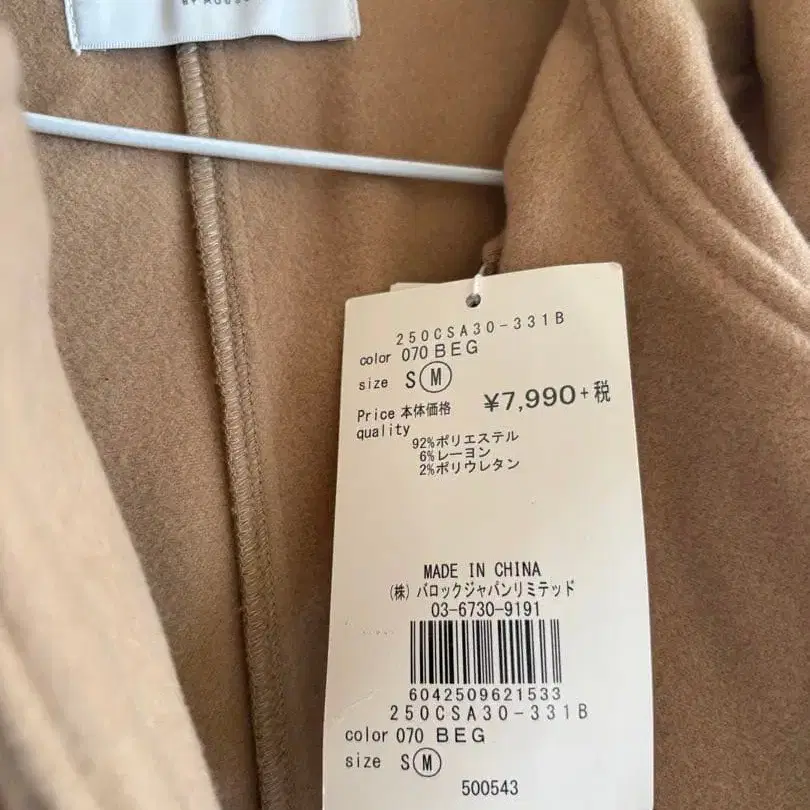 250CSA30-331B
color 070 BEG
size S M
Price 本体価格 ¥7,990+税
quality
92%ポリエステル
6%レーヨン
2%ポリウレタン
MADE IN CHINA
(株)バロックジャパンリミテッド
03-6730-9191
6042509621533
250CSA30-331B
color 070 BEG
size S M
500543